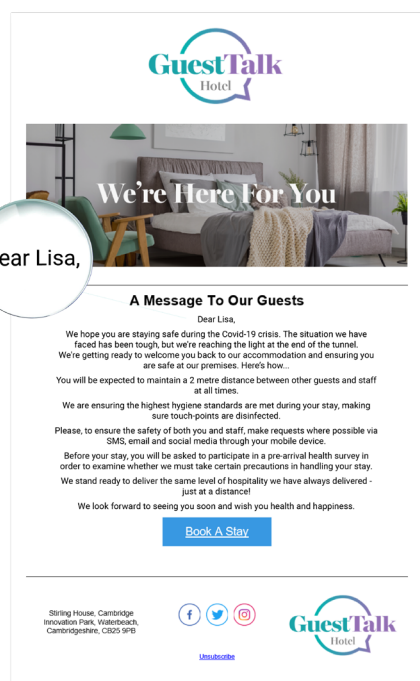 GuestTalk
Hotel
We're Here For You
ear Lisa,
A Message To Our Guests
Dear Lisa,
We hope you are staying safe during the Covid-19 crisis. The situation we have
faced has been tough, but we're reaching the light at the end of the tunnel.
We're getting ready to welcome you back to our accommodation and ensuring you
are safe at our premises. Here's how...
You will be expected to maintain a 2 metre distance between other guests and staff
at all times.
We are ensuring the highest hygiene standards are met during your stay, making
sure touch-points are disinfected.
Please, to ensure the safety of both you and staff, make requests where possible via
SMS, email and social media through your mobile device.
Before your stay, you will be asked to participate in a pre-arrival health survey in
order to examine whether we must take certain precautions in handling your stay.
We stand ready to deliver the same level of hospitality we have always delivered -
just at a distance!
We look forward to seeing you soon and wish you health and happiness.
Book A Stay
Stirling House, Cambridge
Innovation Park, Waterbeach,
Cambridgeshire, CB25 9PB
GuestTalk
Hotel
Unsubscribe